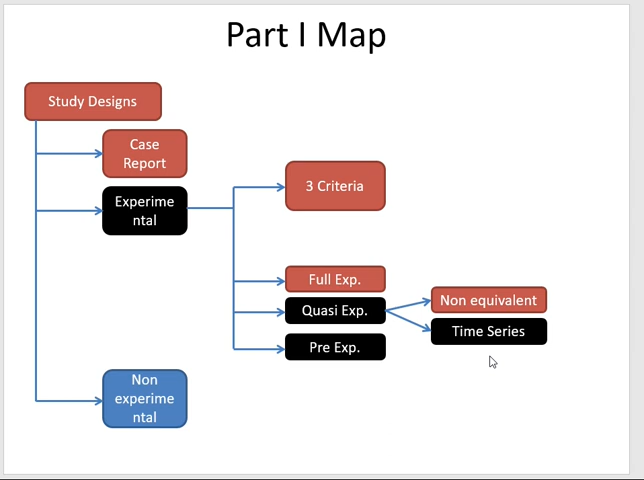 Part I Map
Study Designs
Case
Report
Experime
ntal
3 Criteria
Full Exp.
Quasi Exp.
Pre Exp.
Non equivalent
Time Series
Non
experime
ntal